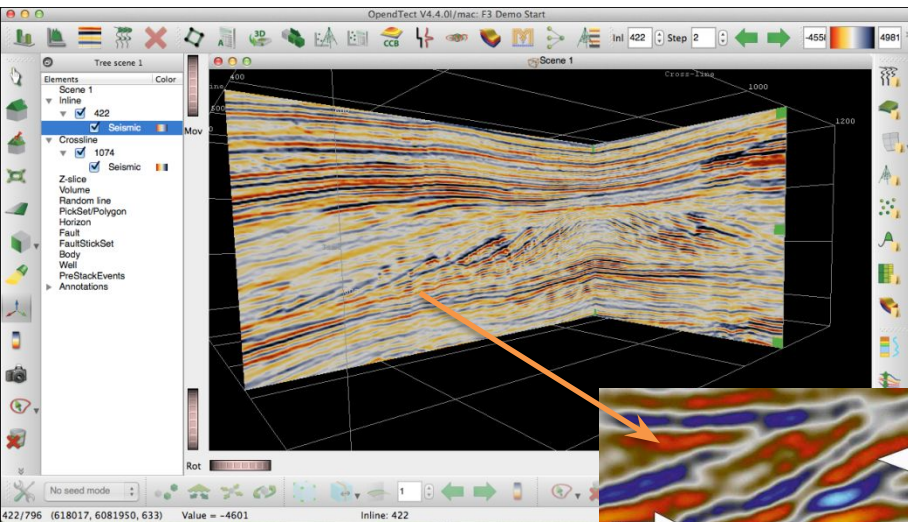 OpendTect V4.4.0l/mac: F3 Demo Start
3D
CCB
Inl 422 Step 2
-4558 4981
Tree scene 1
Elements Color
Scene 1
Inline
422
Seismic
Crossline
1074
Seismic
Z-slice
Volume
Random line
PickSet/Polygon
Horizon
Fault
FaultStickSet
Body
Well
PreStackEvents
Annotations
Mov
Rot
Scene 1
400
Cross-line
1000
1200
No seed mode
1
422/796 (618017, 6081950, 633) Value = -4601 Inline: 422